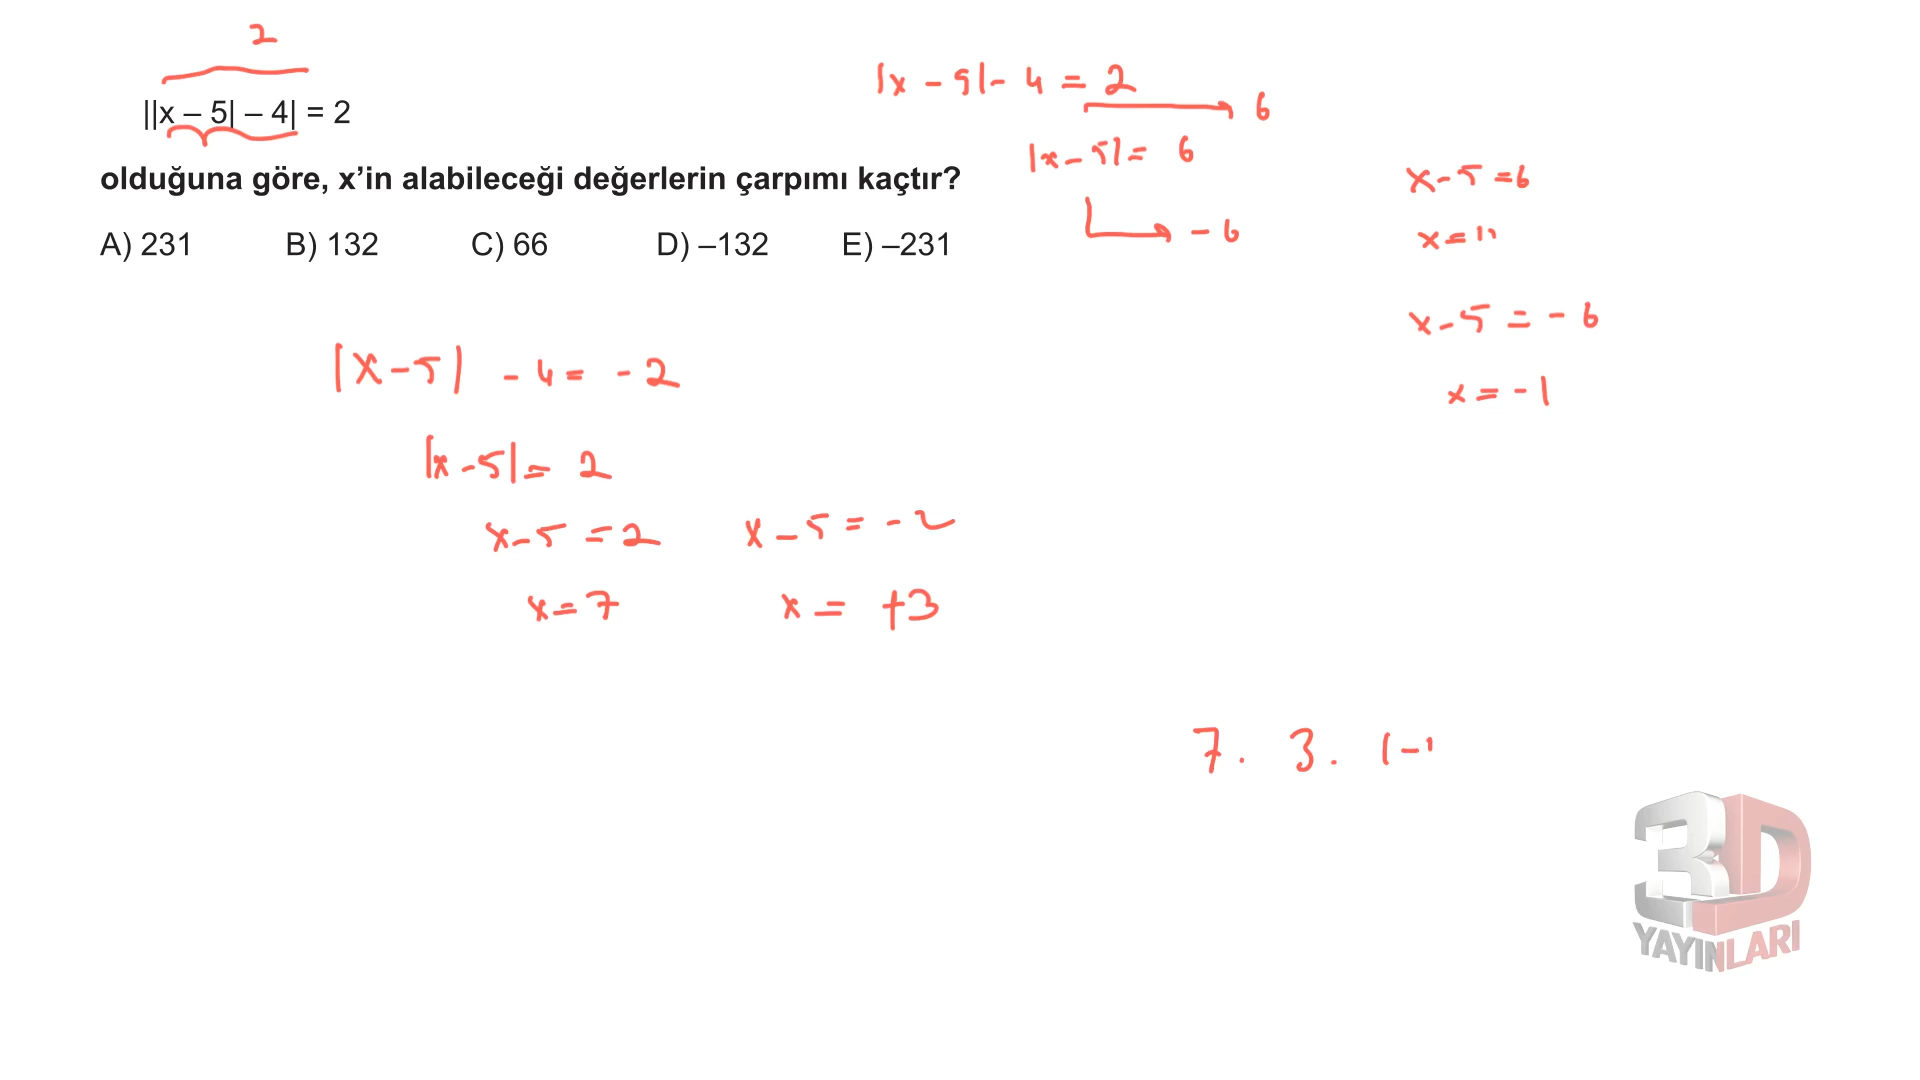 2
||x – 5| – 4| = 2
olduğuna göre, x’in alabileceği değerlerin çarpımı kaçtır?
A) 231 B) 132 C) 66 D) –132 E) –231
|x - 5| - 4 = 2
6
|x - 5| = 6
- 6
x - 5 = 6
x = 11
x - 5 = - 6
x = - 1
|x - 5| - 4 = - 2
|x - 5| = 2
x - 5 = 2 x - 5 = - 2
x = 7 x = +3
7 . 3 . (-1
3D
YAYINLARI